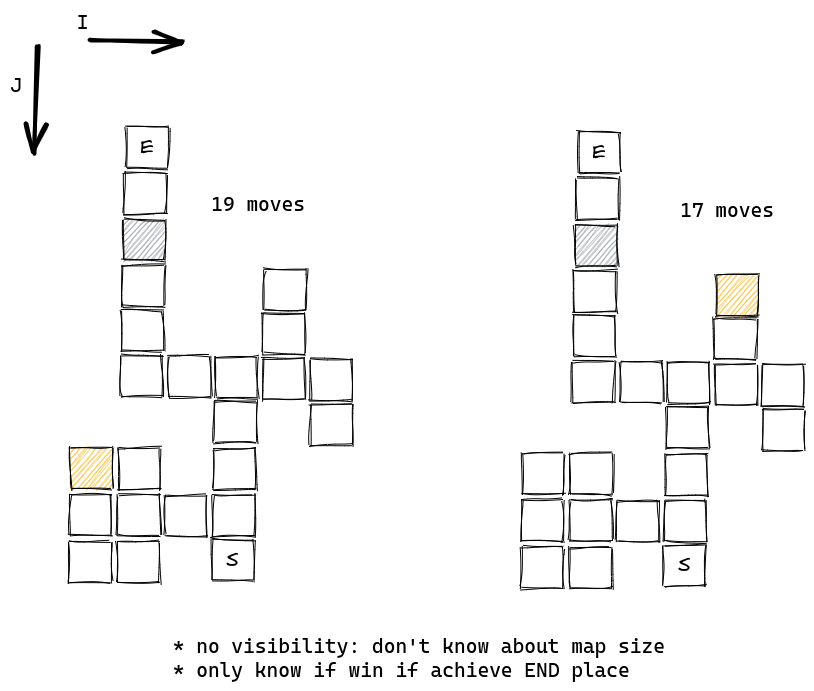 I
J
E
E
19 moves
17 moves
S
S
* no visibility: don't know about map size
* only know if win if achieve END place